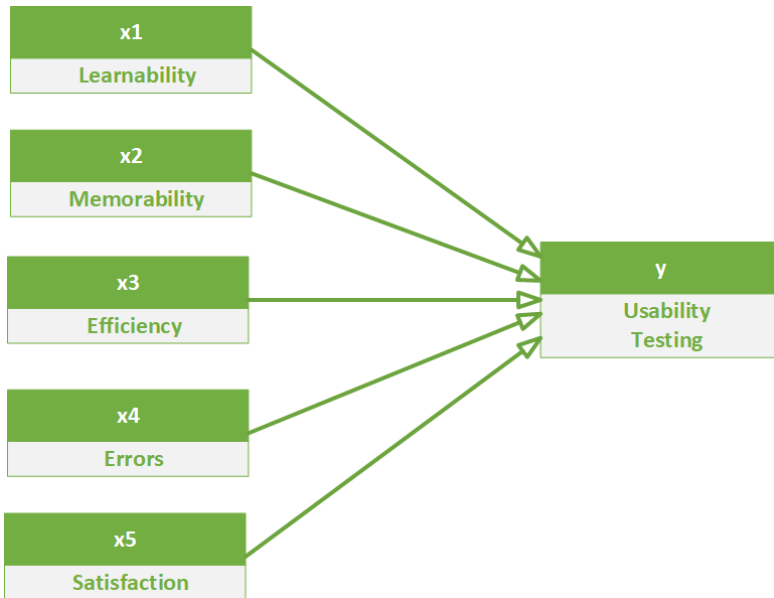 x1
Learnability
x2
Memorability
x3
Efficiency
x4
Errors
x5
Satisfaction
y
Usability
Testing